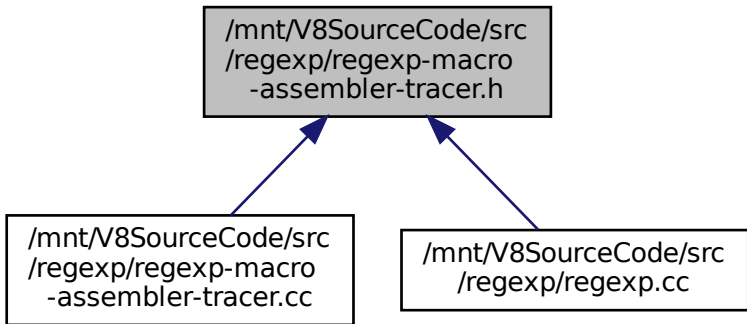 /mnt/V8SourceCode/src
/regexp/regexp-macro
-assembler-tracer.h
/mnt/V8SourceCode/src
/regexp/regexp-macro
-assembler-tracer.cc
/mnt/V8SourceCode/src
/regexp/regexp.cc